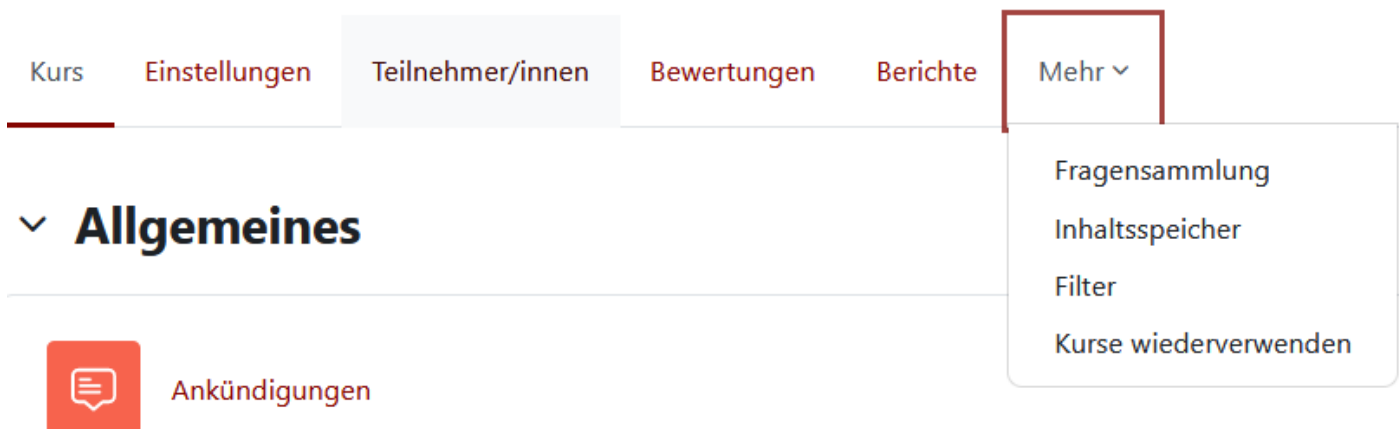 Kurs Einstellungen Teilnehmer/innen Bewertungen Berichte Mehr
Fragensammlung
Inhaltsspeicher
Filter
Kurse wiederverwenden
Allgemeines
Ankündigungen